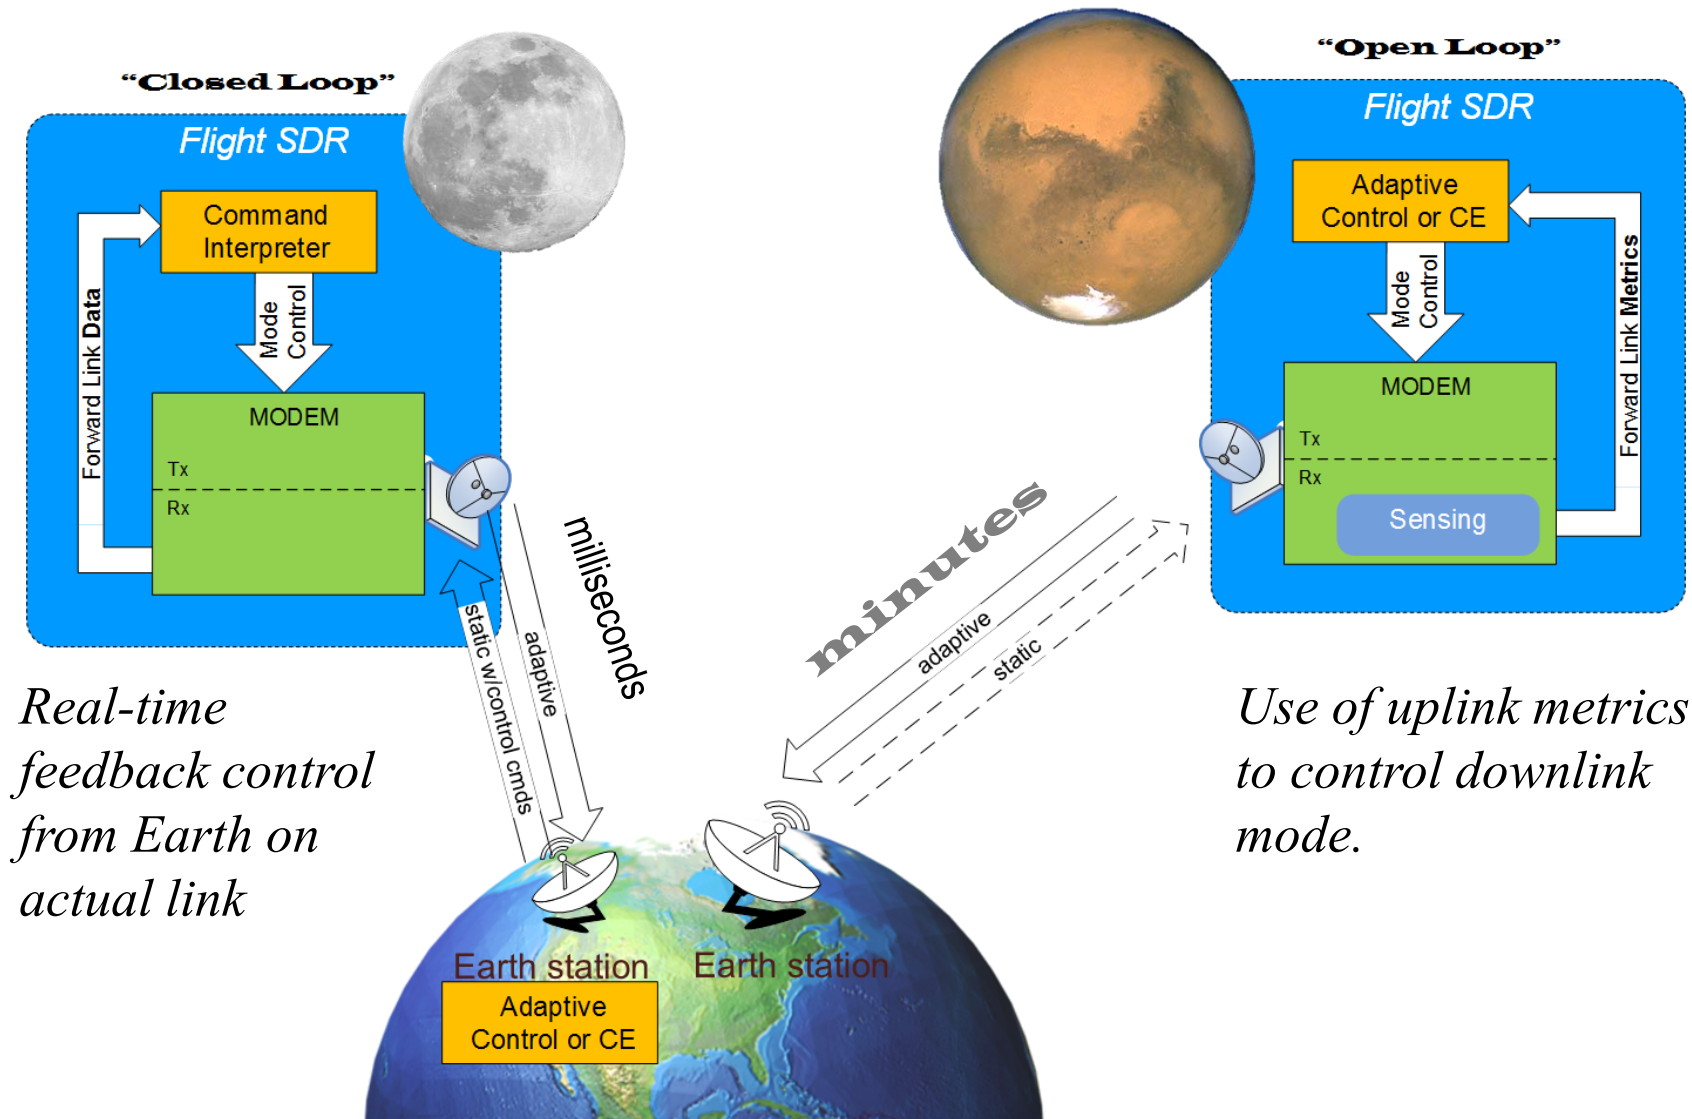 “Closed Loop”
Flight SDR
Command
Interpreter
Mode
Control
Forward Link Data
MODEM
Tx
Rx
static w/control cmds
adaptive
milliseconds
Real-time
feedback control
from Earth on
actual link
“Open Loop”
Flight SDR
Adaptive
Control or CE
Mode
Control
Forward Link Metrics
MODEM
Tx
Rx
Sensing
minutes
adaptive
static
Use of uplink metrics
to control downlink
mode.
Earth station
Adaptive
Control or CE
Earth station